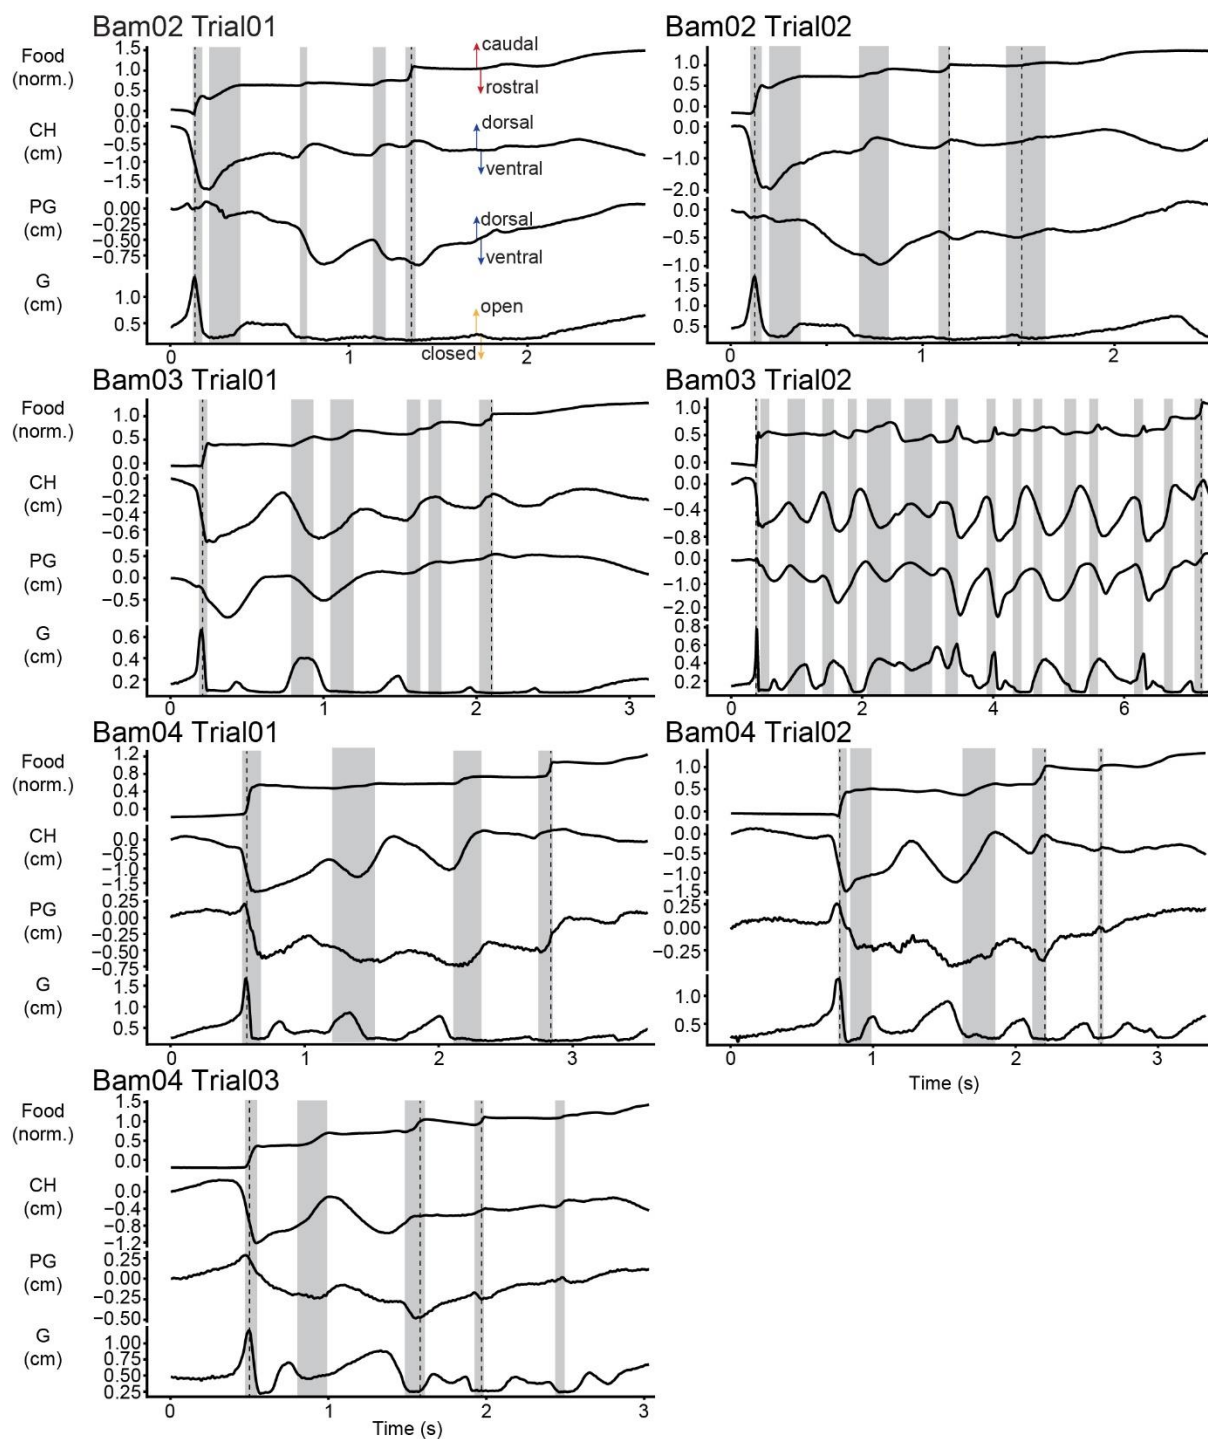 Bam02 Trial01
Food
(norm.)
1.5
1.0
0.5
0.0
caudal
rostral
CH
(cm)
0.0
−0.5
−1.0
−1.5
dorsal
ventral
PG
(cm)
0.00
−0.25
−0.50
−0.75
dorsal
ventral
G
(cm)
1.0
0.5
open
closed
0 1 2
Bam02 Trial02
1.5
1.0
0.5
0.0
0.0
−1.0
−2.0
0.0
−0.5
−1.0
1.5
1.0
0.5
0 1 2
Bam03 Trial01
Food
(norm.)
1.0
0.5
0.0
CH
(cm)
0.0
−0.2
−0.4
−0.6
PG
(cm)
0.5
0.0
−0.5
G
(cm)
0.6
0.4
0.2
0 1 2 3
Bam03 Trial02
1.0
0.5
0.0
0.0
−0.4
−0.8
0.0
−1.0
−2.0
0.8
0.6
0.4
0.2
0 2 4 6
Bam04 Trial01
Food
(norm.)
1.2
0.8
0.4
0.0
CH
(cm)
0.0
−0.5
−1.0
−1.5
PG
(cm)
0.25
0.00
−0.25
−0.50
−0.75
G
(cm)
1.5
1.0
0.5
0 1 2 3
Bam04 Trial02
1.0
0.5
0.0
0.0
−0.5
−1.0
−1.5
0.25
0.00
−0.25
1.0
0.5
0 1 2 3
Time (s)
Bam04 Trial03
Food
(norm.)
1.5
1.0
0.5
0.0
CH
(cm)
0.0
−0.4
−0.8
−1.2
PG
(cm)
0.25
0.00
−0.25
−0.50
G
(cm)
1.00
0.75
0.50
0.25
0 1 2 3
Time (s)